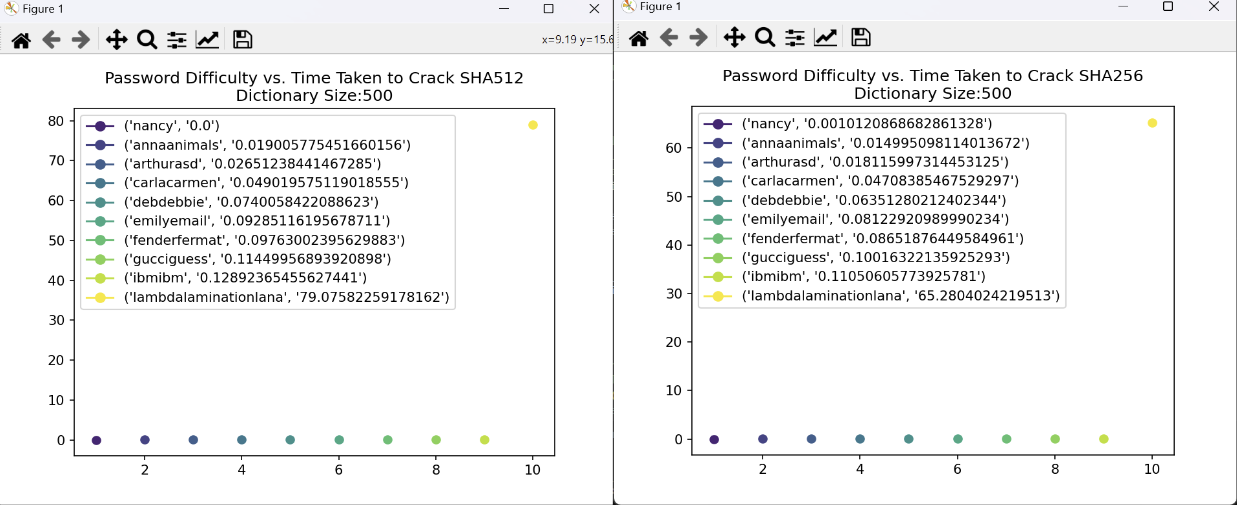 Figure 1
x=9.19 y=15.6
Password Difficulty vs. Time Taken to Crack SHA512
Dictionary Size:500
80
70
60
50
40
30
20
10
0
('nancy', '0.0')
('annaanimals', '0.019005775451660156')
('arthurasd', '0.02651238441467285')
('carlacarmen', '0.049019575119018555')
('debdebbie', '0.0740058422088623')
('emilyemail', '0.09285116195678711')
('fenderfermat', '0.09763002395629883')
('gucciguess', '0.11449956893920898')
('ibmibm', '0.12892365455627441')
('lambdalaminationlana', '79.07582259178162')
2 4 6 8 10
Figure 1
Password Difficulty vs. Time Taken to Crack SHA256
Dictionary Size:500
60
50
40
30
20
10
0
('nancy', '0.0010120868682861328')
('annaanimals', '0.014995098114013672')
('arthurasd', '0.018115997314453125')
('carlacarmen', '0.04708385467529297')
('debdebbie', '0.06351280212402344')
('emilyemail', '0.08122920989990234')
('fenderfermat', '0.08651876449584961')
('gucciguess', '0.10016322135925293')
('ibmibm', '0.11050605773925781')
('lambdalaminationlana', '65.2804024219513')
2 4 6 8 10